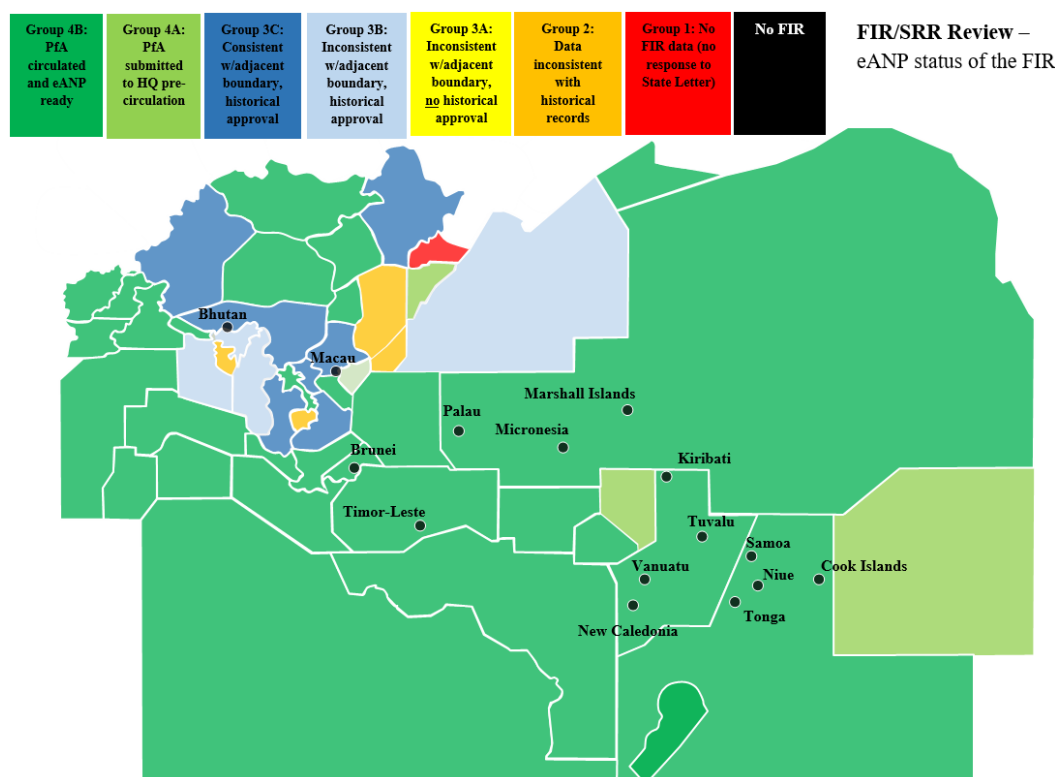 Group 4B:
PfA
circulated
and eANP
ready
Group 4A:
PfA
submitted
to HQ pre-
circulation
Group 3C:
Consistent
w/adjacent
boundary,
historical
approval
Group 3B:
Inconsistent
w/adjacent
boundary,
historical
approval
Group 3A:
Inconsistent
w/adjacent
boundary,
no historical
approval
Group 2:
Data
inconsistent
with
historical
records
Group 1: No
FIR data (no
response to
State Letter)
No FIR
FIR/SRR Review –
eANP status of the FIR
Bhutan
Macau
Marshall Islands
Palau
Micronesia
Brunei
Kiribati
Timor-Leste
Tuvalu
Samoa
Vanuatu
Niue
Cook Islands
Tonga
New Caledonia